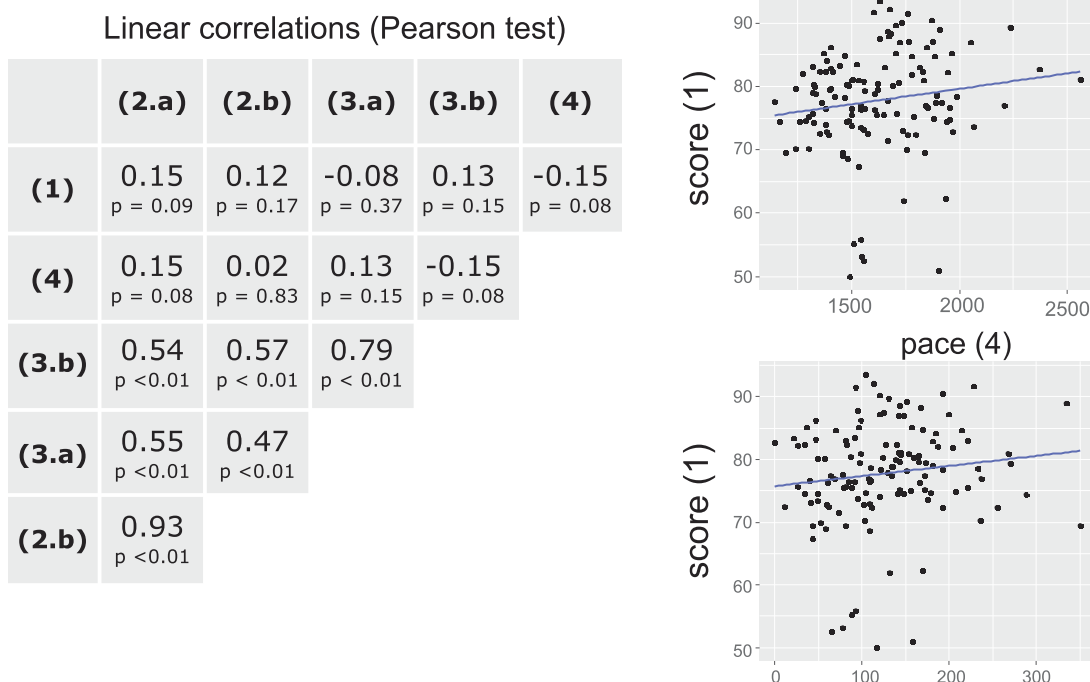 Linear correlations (Pearson test)
(2.a) (2.b) (3.a) (3.b) (4)
(1) 0.15 0.12 -0.08 0.13 -0.15
p = 0.09 p = 0.17 p = 0.37 p = 0.15 p = 0.08
(4) 0.15 0.02 0.13 -0.15
p = 0.08 p = 0.83 p = 0.15 p = 0.08
(3.b) 0.54 0.57 0.79
p <0.01 p < 0.01 p < 0.01
(3.a) 0.55 0.47
p <0.01 p <0.01
(2.b) 0.93
p <0.01
90
80
70
60
50
score (1)
1500 2000 2500
pace (4)
90
80
70
60
50
score (1)
0 100 200 300